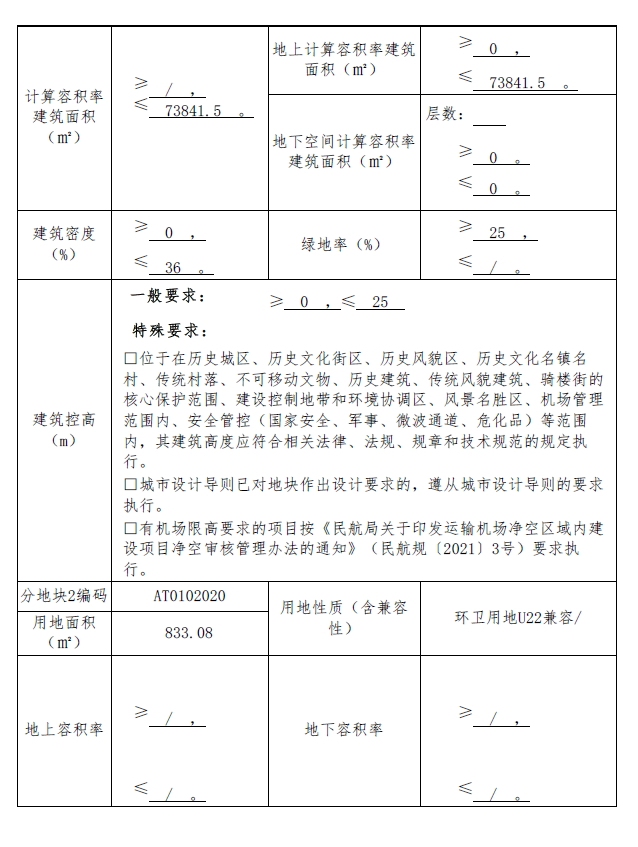 计算容积率
建筑面积
（㎡）
≥ / ，
≤ 73841.5 。
地上计算容积率建筑
面积（㎡）
≥ 0 ，
≤ 73841.5 。
地下空间计算容积率
建筑面积（㎡）
层数：
≥ 0 。
≤ 0 。
建筑密度
（%）
≥ 0 ，
≤ 36 。
绿地率（%）
≥ 25 ，
≤ / 。
建筑控高
（m）
一般要求： ≥ 0 ，≤ 25
特殊要求：
□位于在历史城区、历史文化街区、历史风貌区、历史文化名镇名
村、传统村落、不可移动文物、历史建筑、传统风貌建筑、骑楼街的
核心保护范围、建设控制地带和环境协调区、风景名胜区、机场管理
范围内、安全管控（国家安全、军事、微波通道、危化品）等范围
内，其建筑高度应符合相关法律、法规、规章和技术规范的规定执
行。
□城市设计导则已对地块作出设计要求的，遵从城市设计导则的要求
执行。
□有机场限高要求的项目按《民航局关于印发运输机场净空区域内建
设项目净空审核管理办法的通知》（民航规〔2021〕3号）要求执
行。
分地块2编码
AT0102020
用地性质（含兼容
性）
环卫用地U22兼容/
用地面积
（㎡）
833.08
地上容积率
≥ / ，
≤ / 。
地下容积率
≥ / ，
≤ / 。